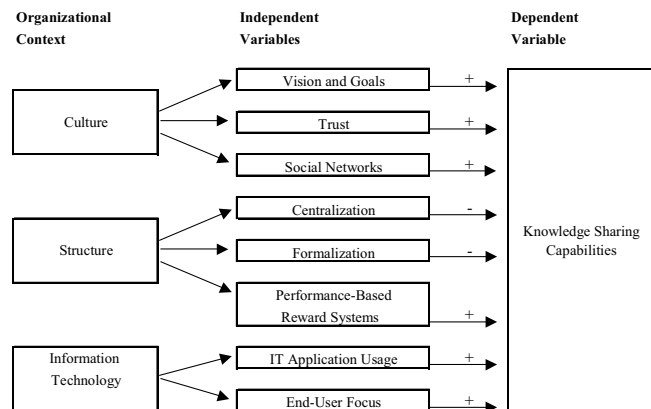 Organizational
Context
Independent
Variables
Dependent
Variable
Culture
Vision and Goals
+
Trust
+
Social Networks
+
Structure
Centralization
-
Formalization
-
Performance-Based
Reward Systems
+
Information
Technology
IT Application Usage
+
End-User Focus
+
Knowledge Sharing
Capabilities